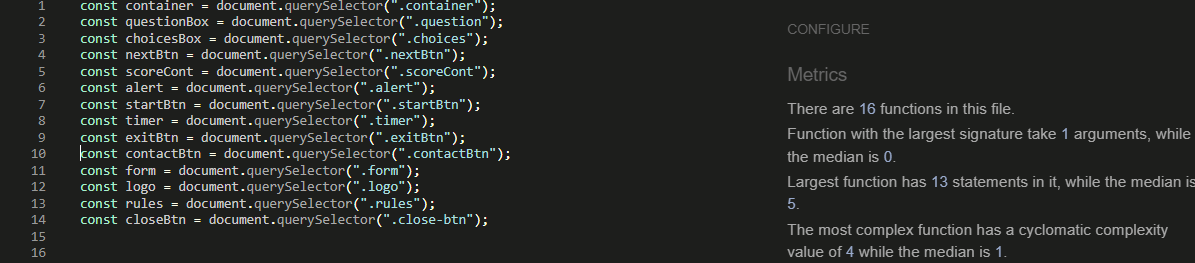 1 const container = document.querySelector(".container");
2 const questionBox = document.querySelector(".question");
3 const choicesBox = document.querySelector(".choices");
4 const nextBtn = document.querySelector(".nextBtn");
5 const scoreCont = document.querySelector(".scoreCont");
6 const alert = document.querySelector(".alert");
7 const startBtn = document.querySelector(".startBtn");
8 const timer = document.querySelector(".timer");
9 const exitBtn = document.querySelector(".exitBtn");
10 const contactBtn = document.querySelector(".contactBtn");
11 const form = document.querySelector(".form");
12 const logo = document.querySelector(".logo");
13 const rules = document.querySelector(".rules");
14 const closeBtn = document.querySelector(".close-btn");
15
16
CONFIGURE
Metrics
There are 16 functions in this file.
Function with the largest signature take 1 arguments, while
the median is 0.
Largest function has 13 statements in it, while the median is
5.
The most complex function has a cyclomatic complexity
value of 4 while the median is 1.